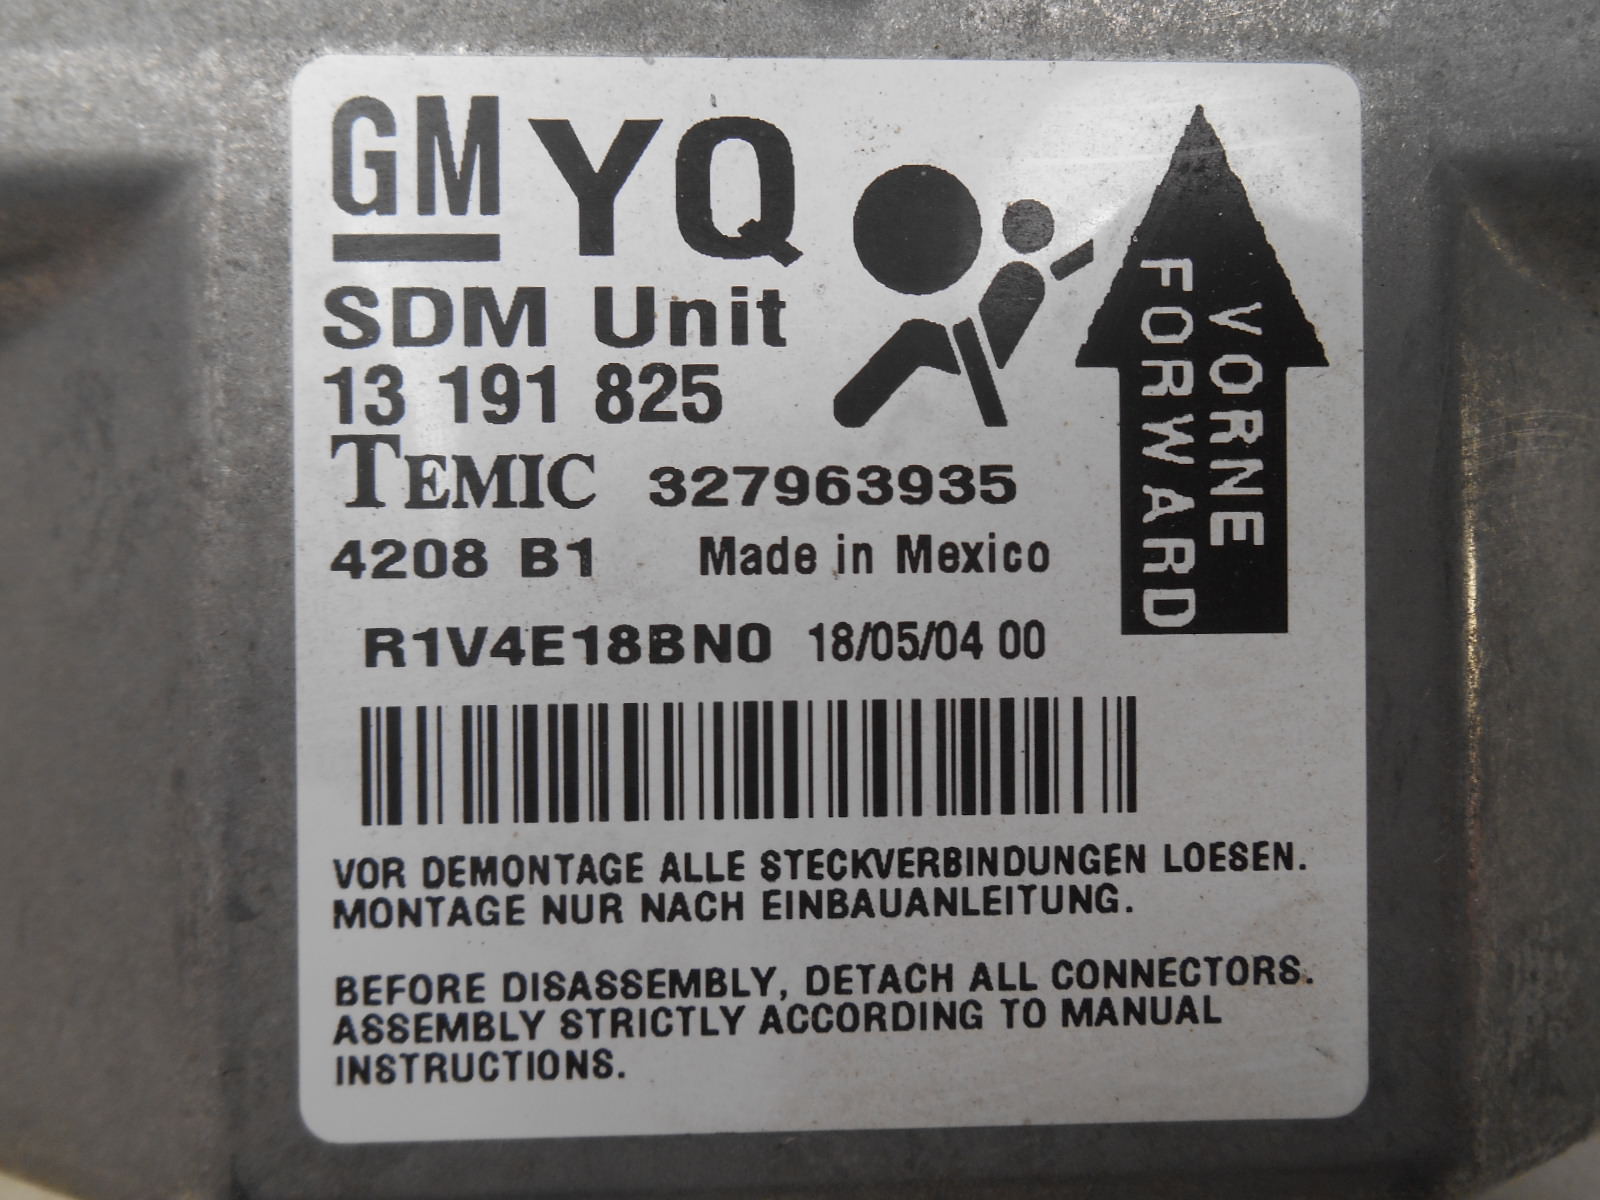 GM YQ
SDM Unit
13 191 825
TEMIC 327963935
4208 B1 Made in Mexico
R1V4E18BN0 18/05/04 00
VORNE
FORWARD
VOR DEMONTAGE ALLE STECKVERBINDUNGEN LOESEN.
MONTAGE NUR NACH EINBAUANLEITUNG.
BEFORE DISASSEMBLY, DETACH ALL CONNECTORS.
ASSEMBLY STRICTLY ACCORDING TO MANUAL
INSTRUCTIONS.